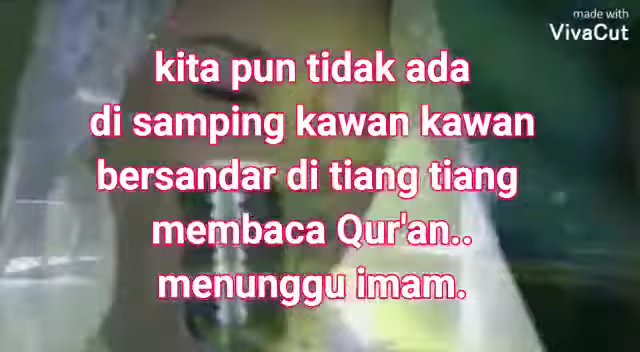 made with
VivaCut
kita pun tidak ada
di samping kawan kawan
bersandar di tiang tiang
membaca Qur'an..
menunggu imam.